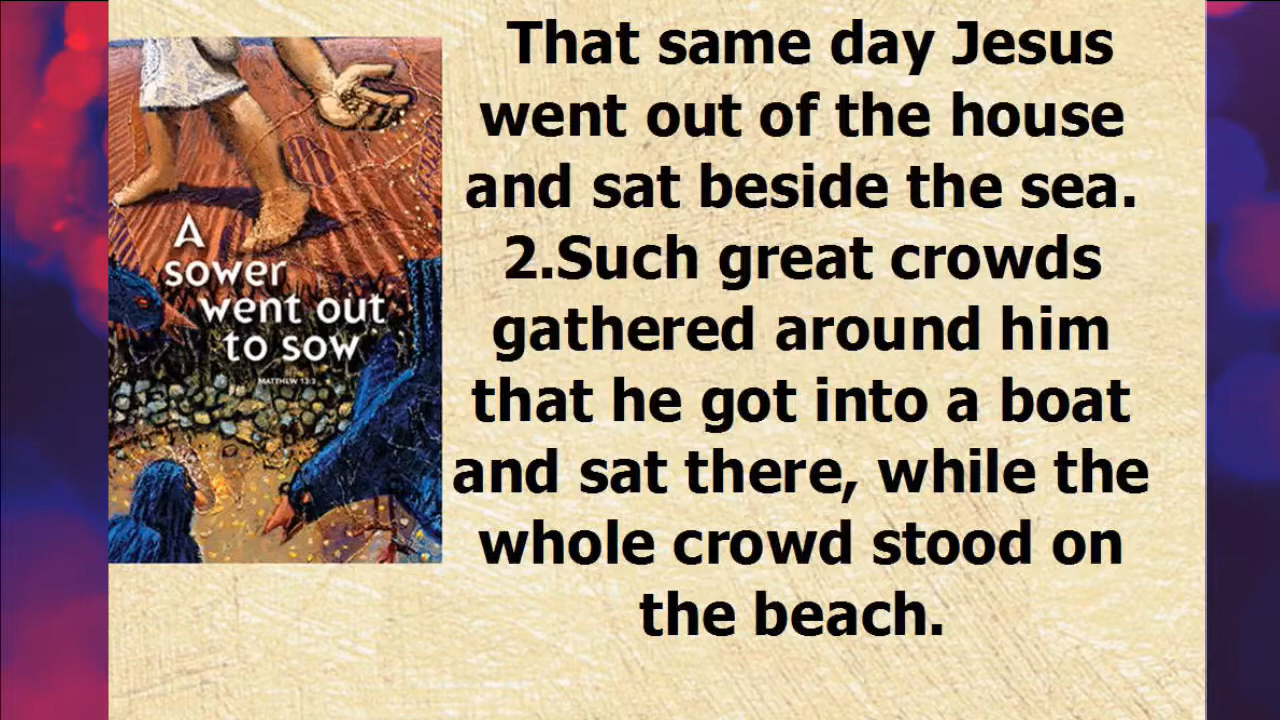 That same day Jesus
went out of the house
and sat beside the sea.
2.Such great crowds
gathered around him
that he got into a boat
and sat there, while the
whole crowd stood on
the beach.
A
sower
went out
to sow
MATTHEW 13:3